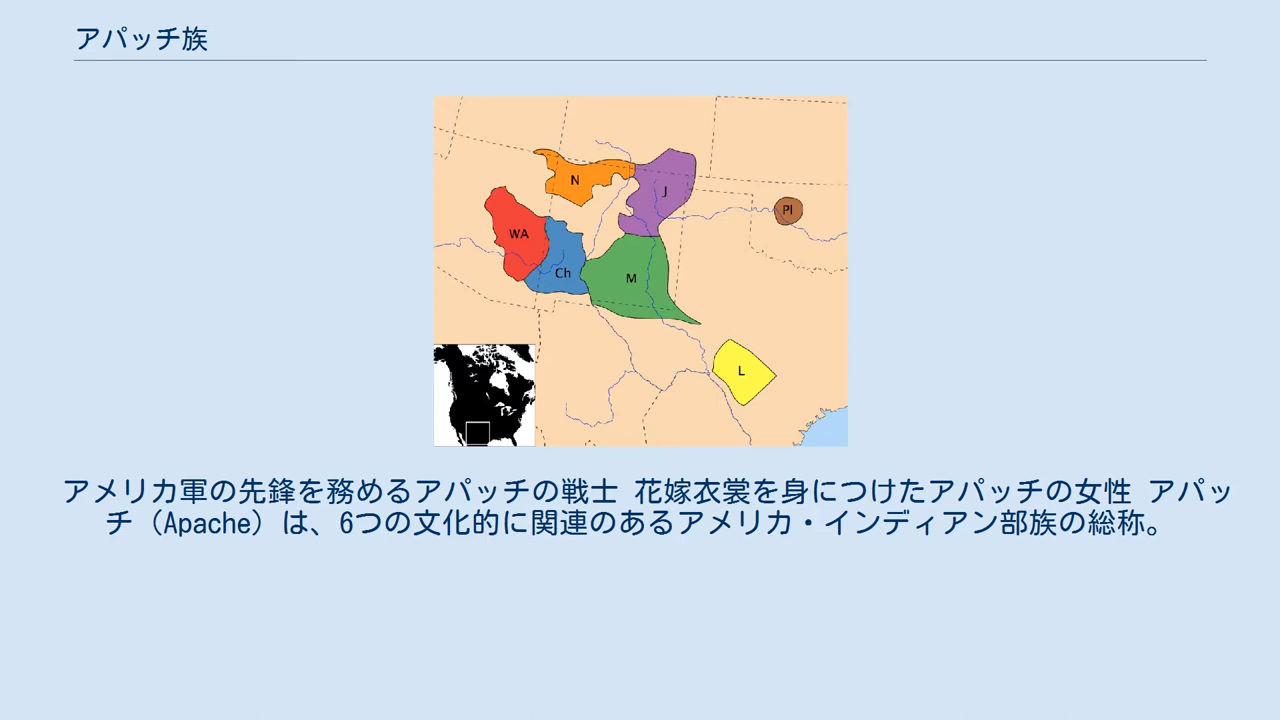 アパッチ族
N
J
Pl
WA
Ch
M
L
アメリカ軍の先鋒を務めるアパッチの戦士 花嫁衣裳を身につけたアパッチの女性 アパッ
チ（Apache）は、6つの文化的に関連のあるアメリカ・インディアン部族の総称。